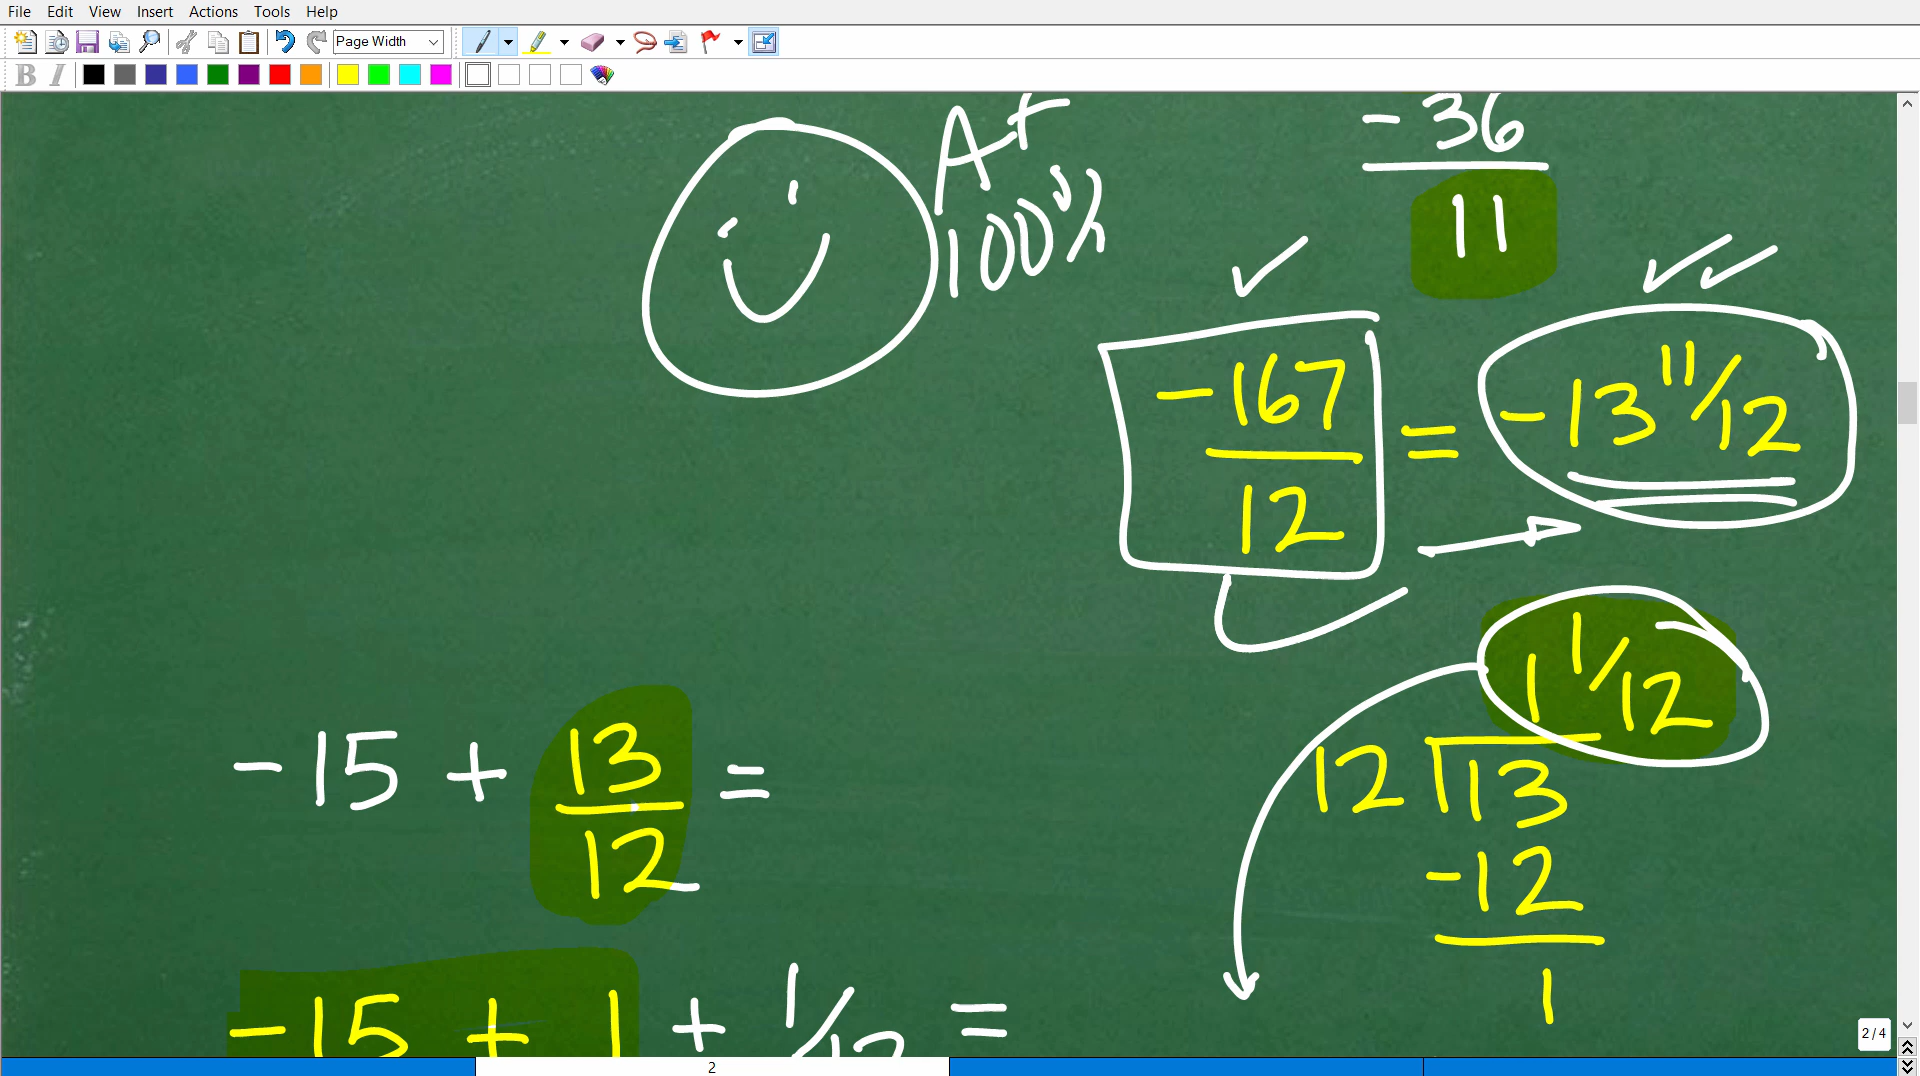 File Edit View Insert Actions Tools Help
Page Width
B I
A+
100%
- 36
11
-167
12
= -13 11/12
1 1/12
12 13
-12
1
-15 + 13/12 =
-15 + 1 + 1/12 =
2 / 4
2